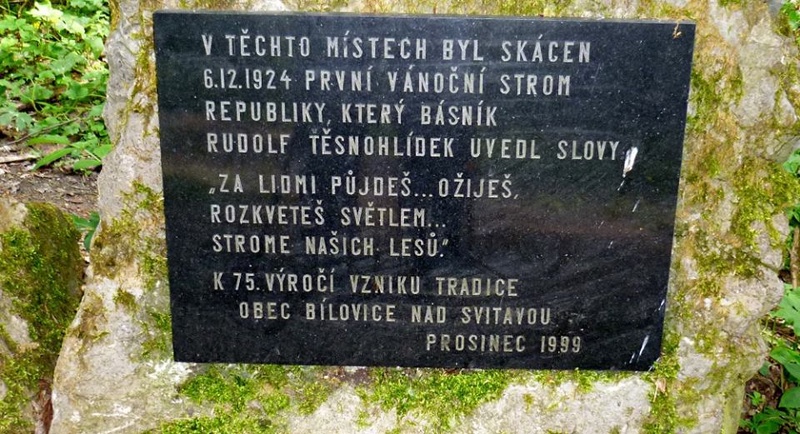 V TĚCHTO MÍSTECH BYL SKÁCEN
6.12.1924 PRVNÍ VÁNOČNÍ STROM
REPUBLIKY, KTERÝ BÁSNÍK
RUDOLF TĚSNOHLÍDEK UVEDL SLOVY
„ZA LIDMI PŮJDEŠ...OŽIJEŠ,
ROZKVETEŠ SVĚTLEM...
STROME NAŠICH LESŮ."
K 75. VÝROČÍ VZNIKU TRADICE
OBEC BÍLOVICE NAD SVITAVOU
PROSINEC 1999